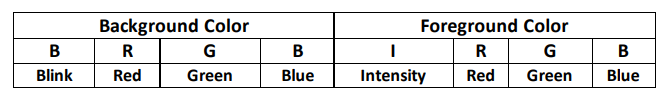 Background Color Foreground Color
B R G B I R G B
Blink Red Green Blue Intensity Red Green Blue